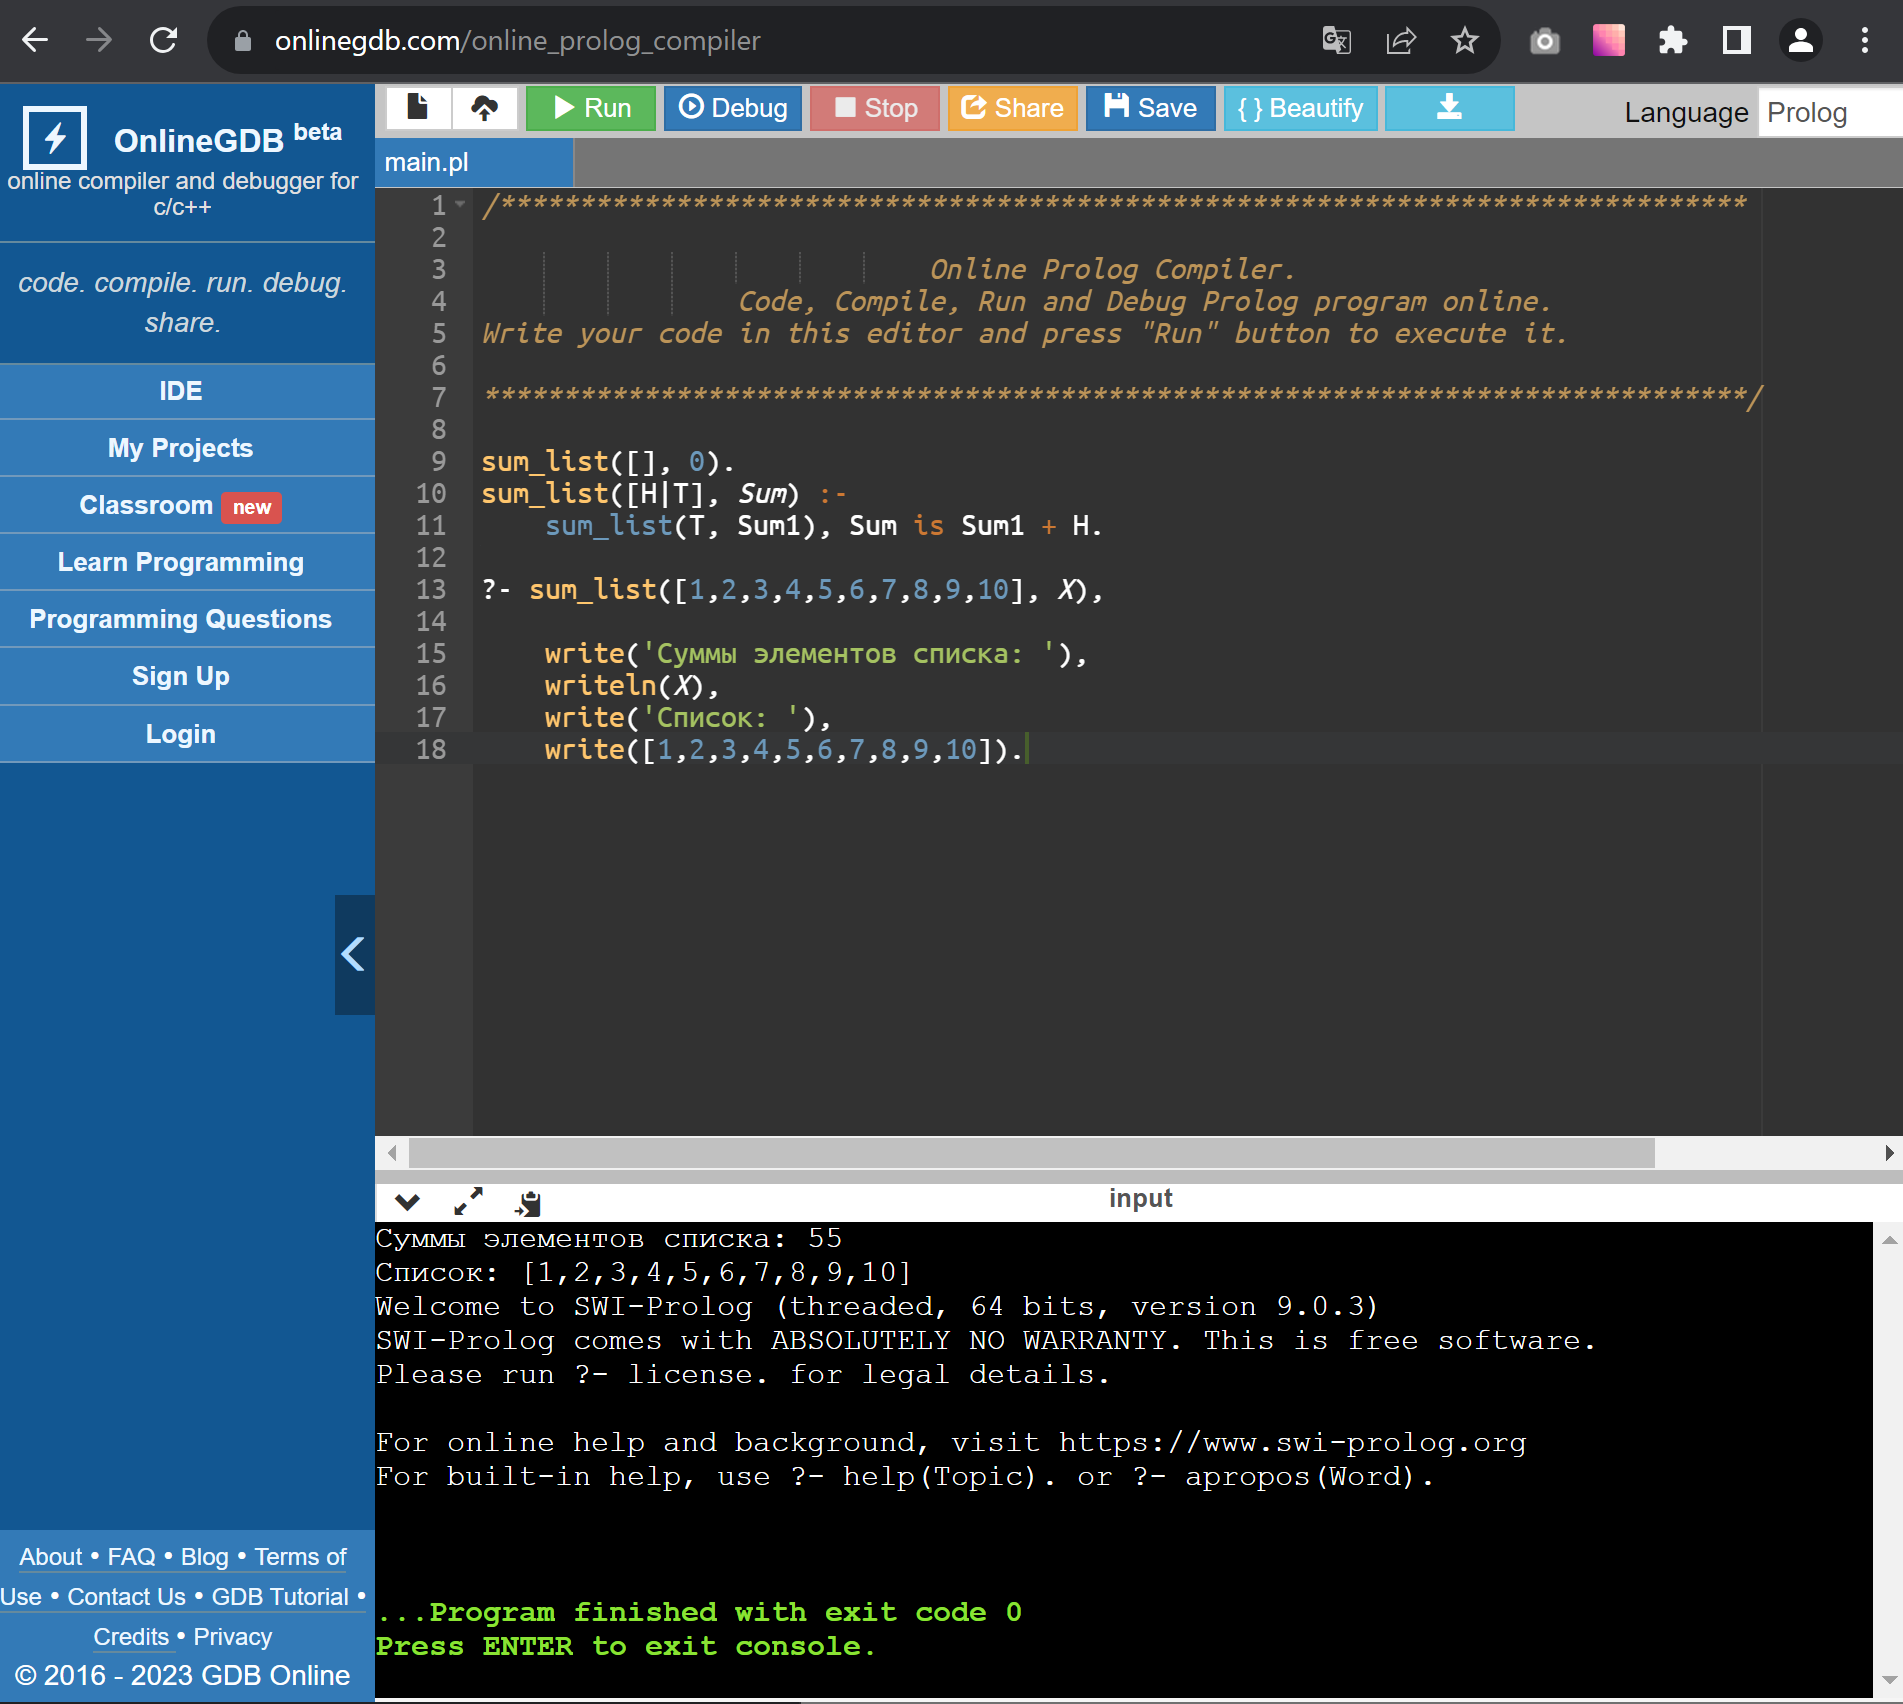 onlinegdb.com/online_prolog_compiler
OnlineGDB beta
online compiler and debugger for
c/c++
code. compile. run. debug.
share.
IDE
My Projects
Classroom new
Learn Programming
Programming Questions
Sign Up
Login
About • FAQ • Blog • Terms of
Use • Contact Us • GDB Tutorial •
Credits • Privacy
© 2016 - 2023 GDB Online
Run Debug Stop Share Save { } Beautify Language Prolog
main.pl
1 /******************************************************************************
2
3 Online Prolog Compiler.
4 Code, Compile, Run and Debug Prolog program online.
5 Write your code in this editor and press "Run" button to execute it.
6
7 *******************************************************************************/
8
9 sum_list([], 0).
10 sum_list([H|T], Sum) :-
11 sum_list(T, Sum1), Sum is Sum1 + H.
12
13 ?- sum_list([1,2,3,4,5,6,7,8,9,10], X),
14
15 write('Суммы элементов списка: '),
16 writeln(X),
17 write('Список: '),
18 write([1,2,3,4,5,6,7,8,9,10]).
input
Суммы элементов списка: 55
Список: [1,2,3,4,5,6,7,8,9,10]
Welcome to SWI-Prolog (threaded, 64 bits, version 9.0.3)
SWI-Prolog comes with ABSOLUTELY NO WARRANTY. This is free software.
Please run ?- license. for legal details.
For online help and background, visit https://www.swi-prolog.org
For built-in help, use ?- help(Topic). or ?- apropos(Word).
...Program finished with exit code 0
Press ENTER to exit console.